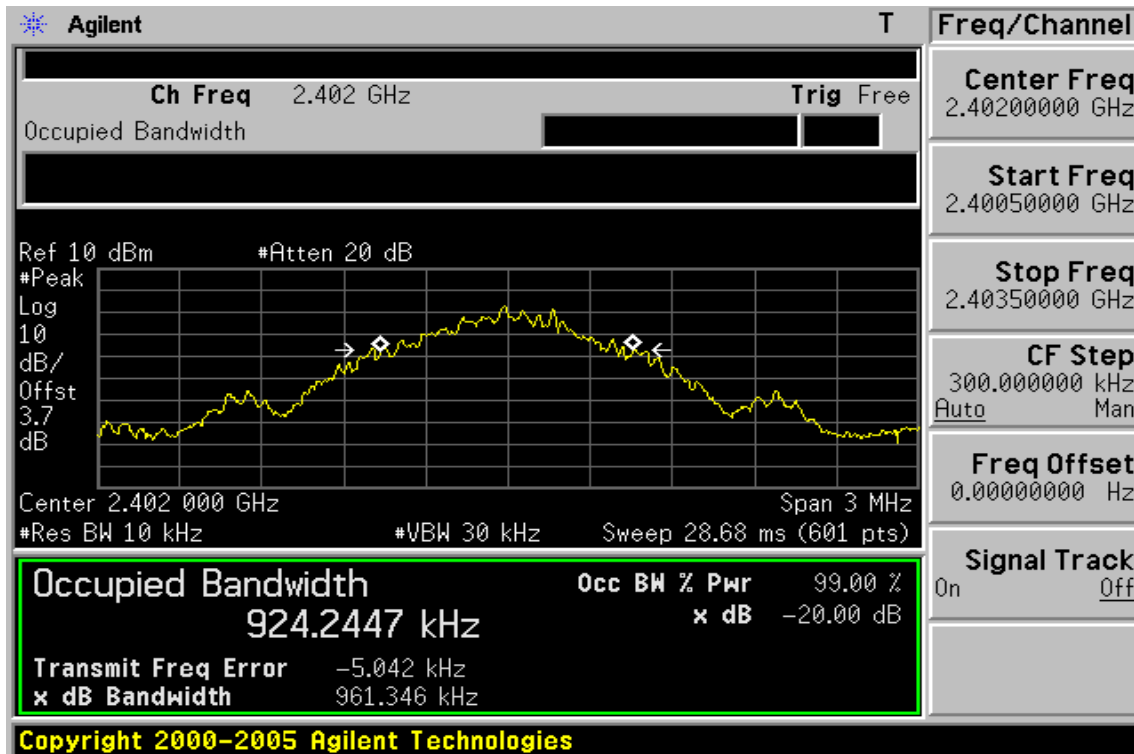 Agilent T
Ch Freq 2.402 GHz Trig Free
Occupied Bandwidth
Ref 10 dBm #Atten 20 dB
#Peak
Log
10
dB/
Offst
3.7
dB
Center 2.402 000 GHz Span 3 MHz
#Res BW 10 kHz #VBW 30 kHz Sweep 28.68 ms (601 pts)
Occupied Bandwidth
924.2447 kHz
Occ BW % Pwr 99.00 %
x dB -20.00 dB
Transmit Freq Error -5.042 kHz
x dB Bandwidth 961.346 kHz
Copyright 2000-2005 Agilent Technologies
Freq/Channel
Center Freq
2.40200000 GHz
Start Freq
2.40050000 GHz
Stop Freq
2.40350000 GHz
CF Step
300.000000 kHz
Auto Man
Freq Offset
0.00000000 Hz
Signal Track
On Off